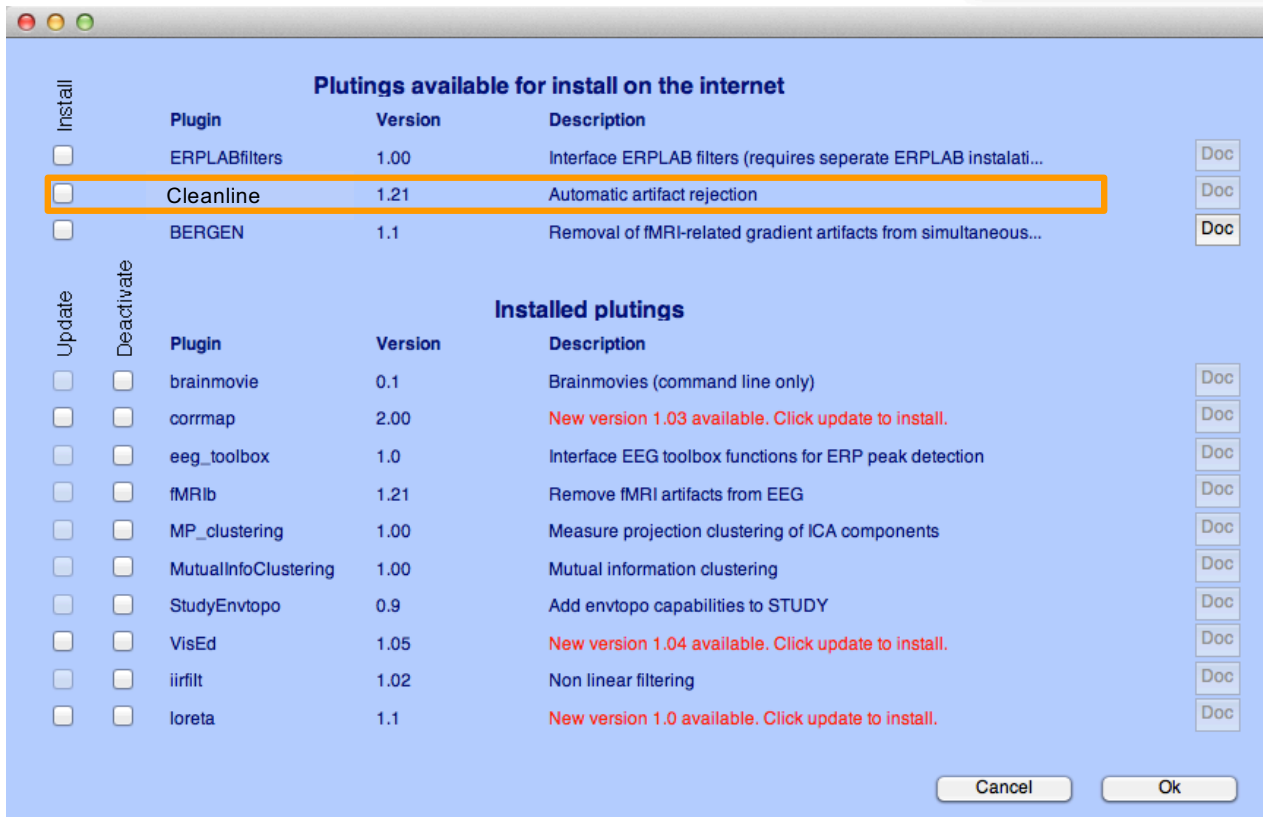 Install
Plutings available for install on the internet
Plugin Version Description
ERPLABfilters 1.00 Interface ERPLAB filters (requires seperate ERPLAB instalati... Doc
Cleanline 1.21 Automatic artifact rejection Doc
BERGEN 1.1 Removal of fMRI-related gradient artifacts from simultaneous... Doc
Update Deactivate
Installed plutings
Plugin Version Description
brainmovie 0.1 Brainmovies (command line only) Doc
corrmap 2.00 New version 1.03 available. Click update to install. Doc
eeg_toolbox 1.0 Interface EEG toolbox functions for ERP peak detection Doc
fMRIb 1.21 Remove fMRI artifacts from EEG Doc
MP_clustering 1.00 Measure projection clustering of ICA components Doc
MutualInfoClustering 1.00 Mutual information clustering Doc
StudyEnvtopo 0.9 Add envtopo capabilities to STUDY Doc
VisEd 1.05 New version 1.04 available. Click update to install. Doc
iirfilt 1.02 Non linear filtering Doc
loreta 1.1 New version 1.0 available. Click update to install. Doc
Cancel Ok